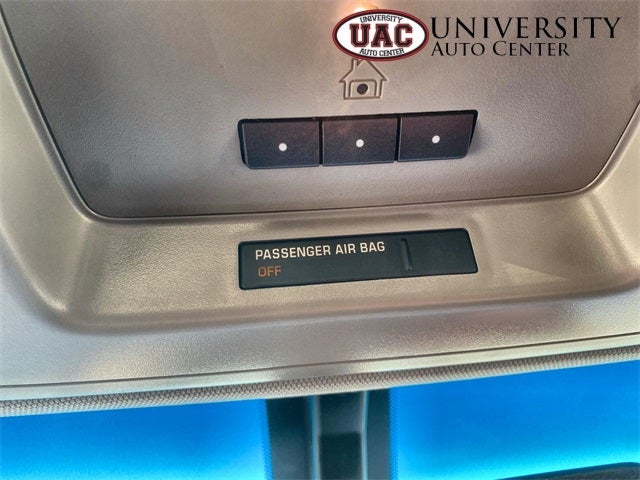 UNIVERSITY
UAC
AUTO CENTER
UNIVERSITY
AUTO CENTER
PASSENGER AIR BAG
OFF